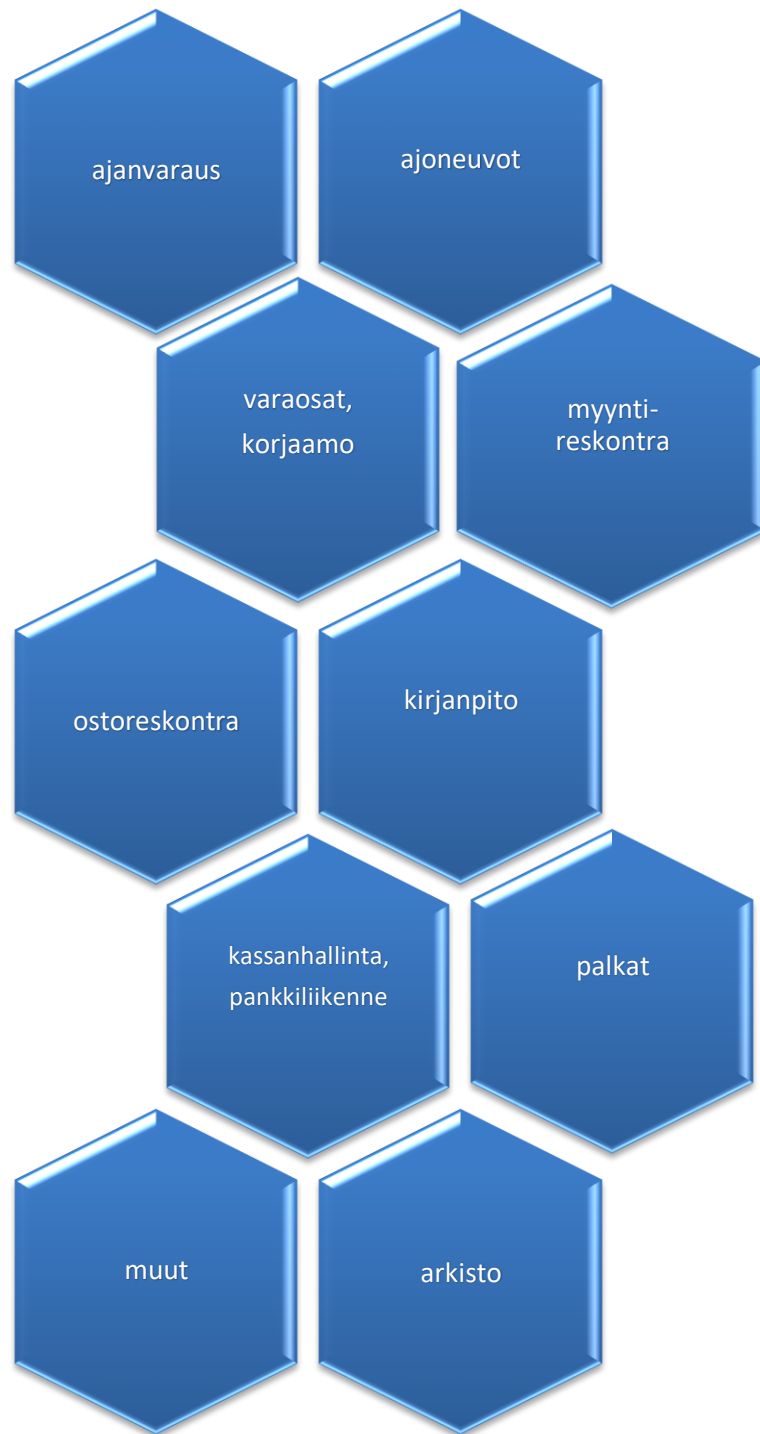 ajanvaraus
ajoneuvot
varaosat,
korjaamo
myynti-
reskontra
ostoreskontra
kirjanpito
kassanhallinta,
pankkiliikenne
palkat
muut
arkisto